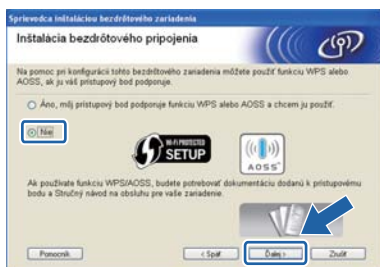 Sprievodca inštaláciou bezdrôtového zariadenia
Inštalácia bezdrôtového pripojenia
Na pomoc pri konfigurácii tohto bezdrôtového zariadenia môžete použiť funkciu WPS alebo
AOSS, ak ju váš prístupový bod podporuje.
Áno, môj prístupový bod podporuje funkciu WPS alebo AOSS a chcem ju použiť.
Nie
WI-FI PROTECTED
SETUP
AOSS
Ak používate funkciu WPS/AOSS, budete potrebovať dokumentáciu dodanú k prístupovému
bodu a Stručný návod na obsluhu pre vaše zariadenie.
Pomocník
< Späť
Ďalej >
Zrušiť